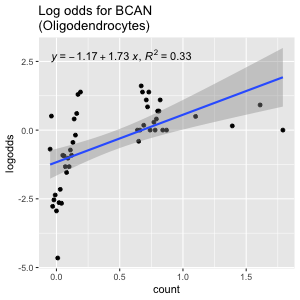 Log odds for BCAN
(Oligodendrocytes)
y = −1.17 + 1.73 x, R² = 0.33
2.5
0.0
-2.5
-5.0
logodds
0.0 0.5 1.0 1.5
count